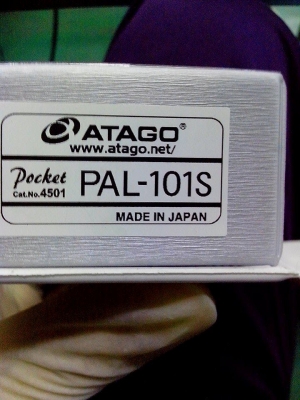 ATAGO®
www.atago.net/
Pocket
Cat.No.4501
PAL-101S
MADE IN JAPAN